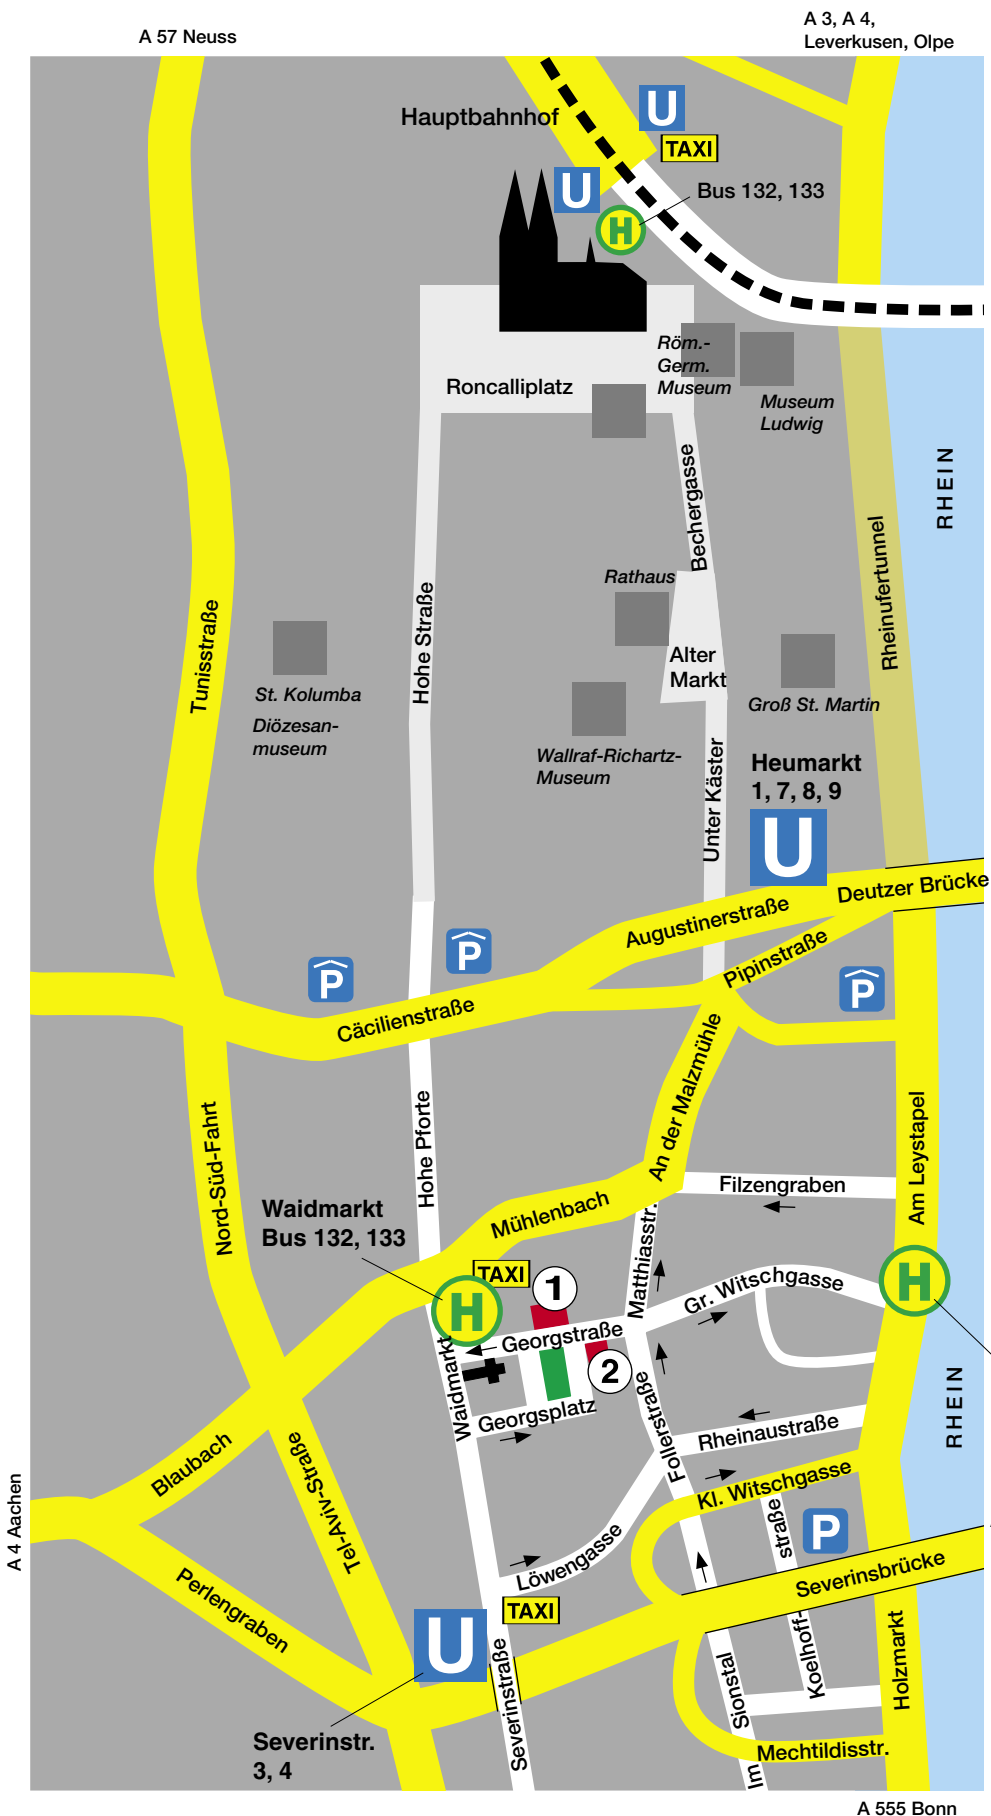 A 57 Neuss
A 3, A 4,
Leverkusen, Olpe
Hauptbahnhof
U
TAXI
U
Bus 132, 133
H
Röm.-
Germ.
Museum
Roncalliplatz
Museum
Ludwig
RHEIN
Bechergasse
Rheinufertunnel
Rathaus
Hohe Straße
Tunisstraße
Alter
Markt
St. Kolumba
Diözesan-
museum
Groß St. Martin
Wallraf-Richartz-
Museum
Unter Käster
Heumarkt
1, 7, 8, 9
U
Deutzer Brücke
Augustinerstraße
Pipinstraße
P
P
P
Cäcilienstraße
An der Malzmühle
Hohe Pforte
Nord-Süd-Fahrt
Am Leystapel
Filzengraben
Waidmarkt
Bus 132, 133
Mühlenbach
Matthiasstr.
TAXI
H
1
Gr. Witschgasse
H
Georgstraße
2
Waidmarkt
Georgsplatz
Follerstraße
Rheinaustraße
RHEIN
Blaubach
Tel-Aviv-Straße
Kl. Witschgasse
A 4 Aachen
P
Koelhoff-
straße
Löwengasse
Severinsbrücke
Perlengraben
TAXI
U
Severinstraße
Im Sionstal
Holzmarkt
Severinstr.
3, 4
Mechtildisstr.
A 555 Bonn